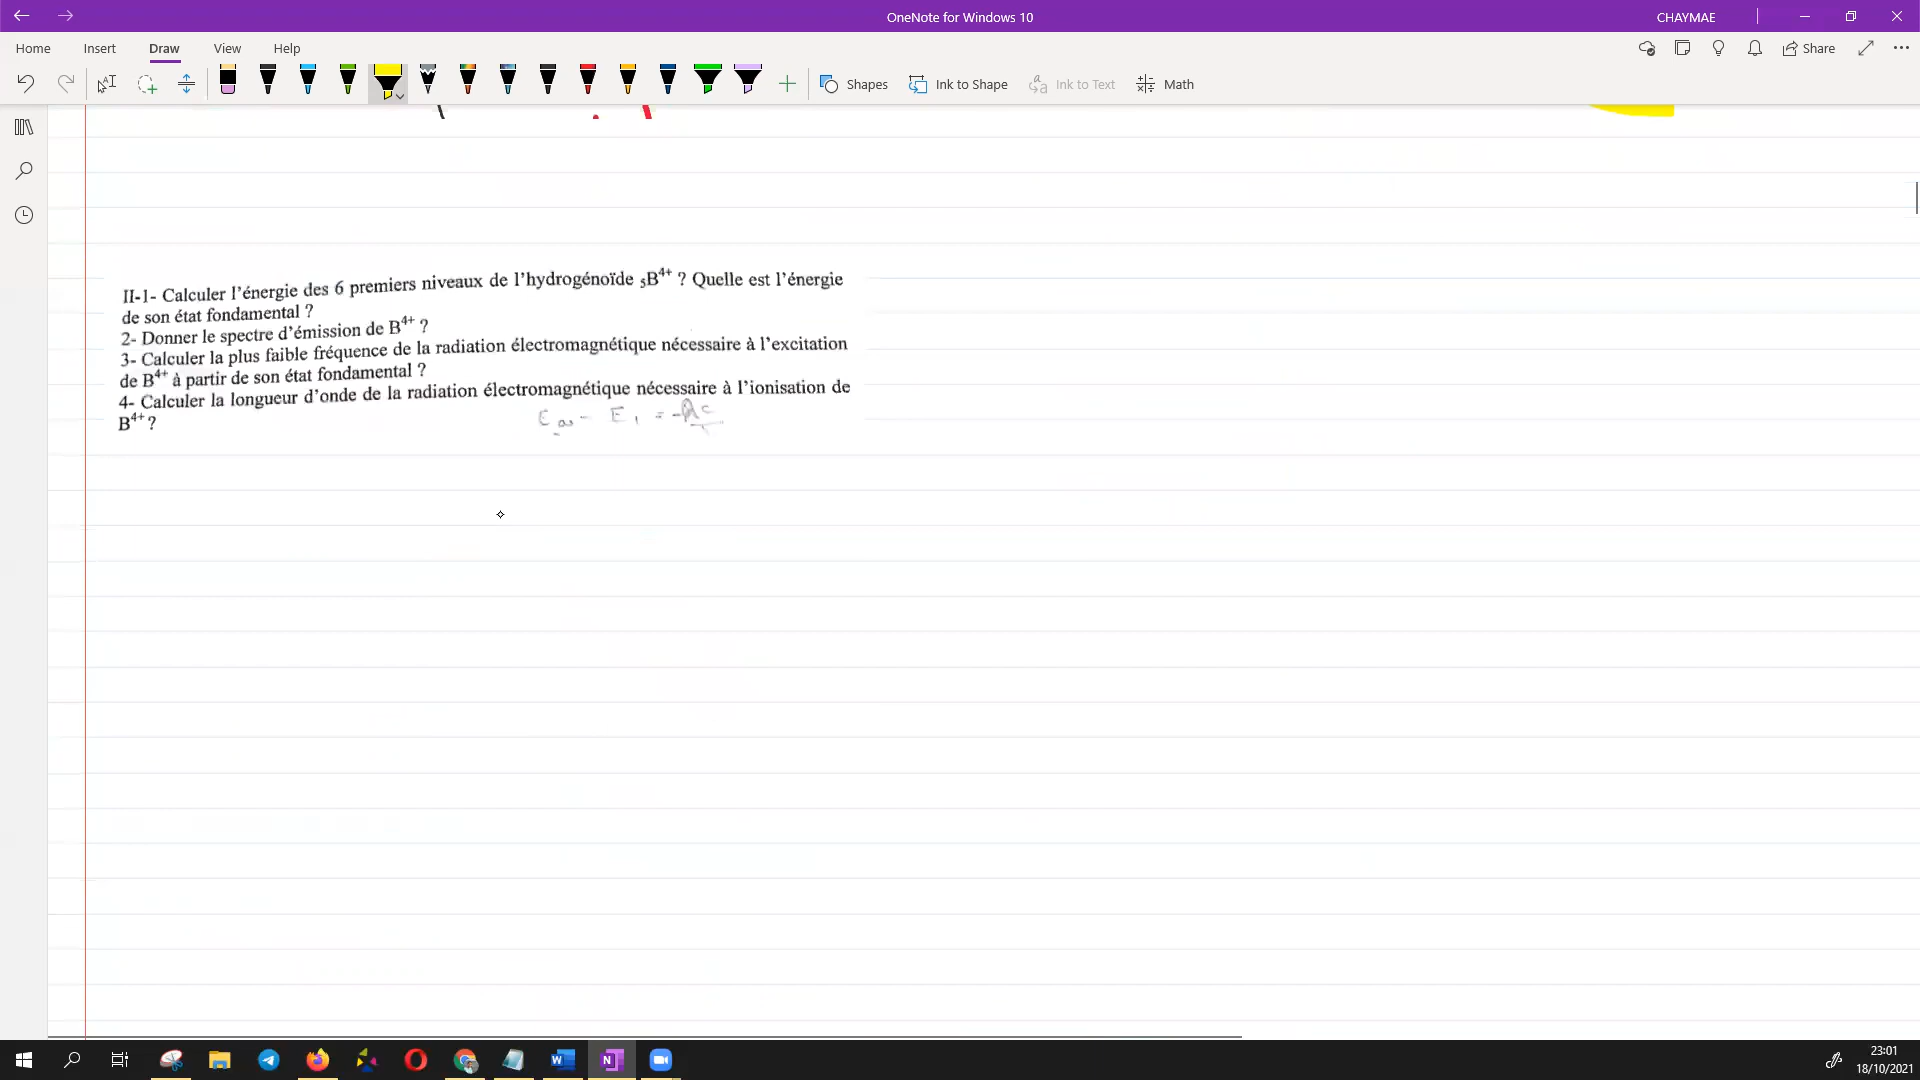 OneNote for Windows 10
CHAYMAE
Home Insert Draw View Help
Share
Shapes
Ink to Shape
Ink to Text
Math
II-1- Calculer l'énergie des 6 premiers niveaux de l'hydrogénoïde ₅B⁴⁺ ? Quelle est l'énergie
de son état fondamental ?
2- Donner le spectre d'émission de B⁴⁺ ?
3- Calculer la plus faible fréquence de la radiation électromagnétique nécessaire à l'excitation
de B⁴⁺ à partir de son état fondamental ?
4- Calculer la longueur d'onde de la radiation électromagnétique nécessaire à l'ionisation de
B⁴⁺ ?
E∞ - E₁ =
23:01
18/10/2021